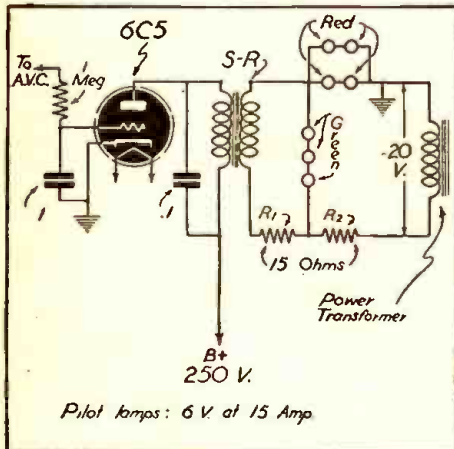 6C5
Red
To
A.V.C.
1
Meg
S-R
Green
-20
V.
.1
.1
R1
R2
15 Ohms
Power
Transformer
B+
250 V.
Pilot lamps: 6 V. at 15 Amp